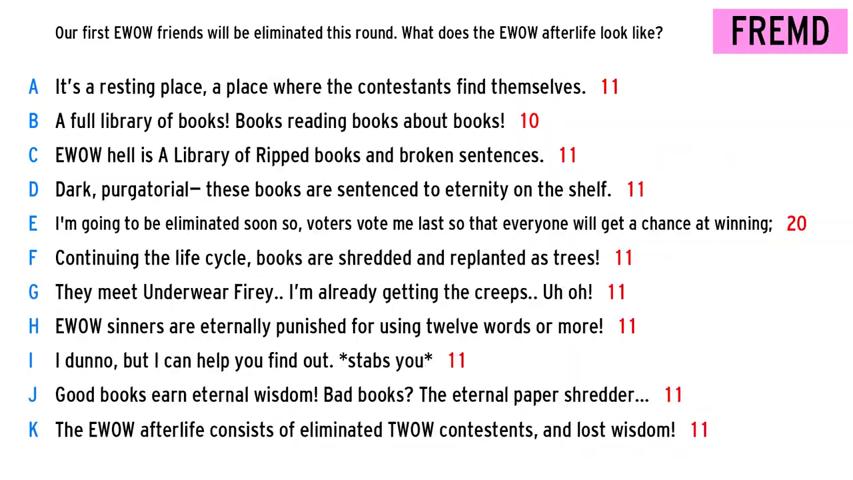 Our first EWOW friends will be eliminated this round. What does the EWOW afterlife look like?
FREMD
A It's a resting place, a place where the contestants find themselves. 11
B A full library of books! Books reading books about books! 10
C EWOW hell is A Library of Ripped books and broken sentences. 11
D Dark, purgatorial— these books are sentenced to eternity on the shelf. 11
E I'm going to be eliminated soon so, voters vote me last so that everyone will get a chance at winning; 20
F Continuing the life cycle, books are shredded and replanted as trees! 11
G They meet Underwear Firey.. I'm already getting the creeps.. Uh oh! 11
H EWOW sinners are eternally punished for using twelve words or more! 11
I I dunno, but I can help you find out. *stabs you* 11
J Good books earn eternal wisdom! Bad books? The eternal paper shredder... 11
K The EWOW afterlife consists of eliminated TWOW contestents, and lost wisdom! 11